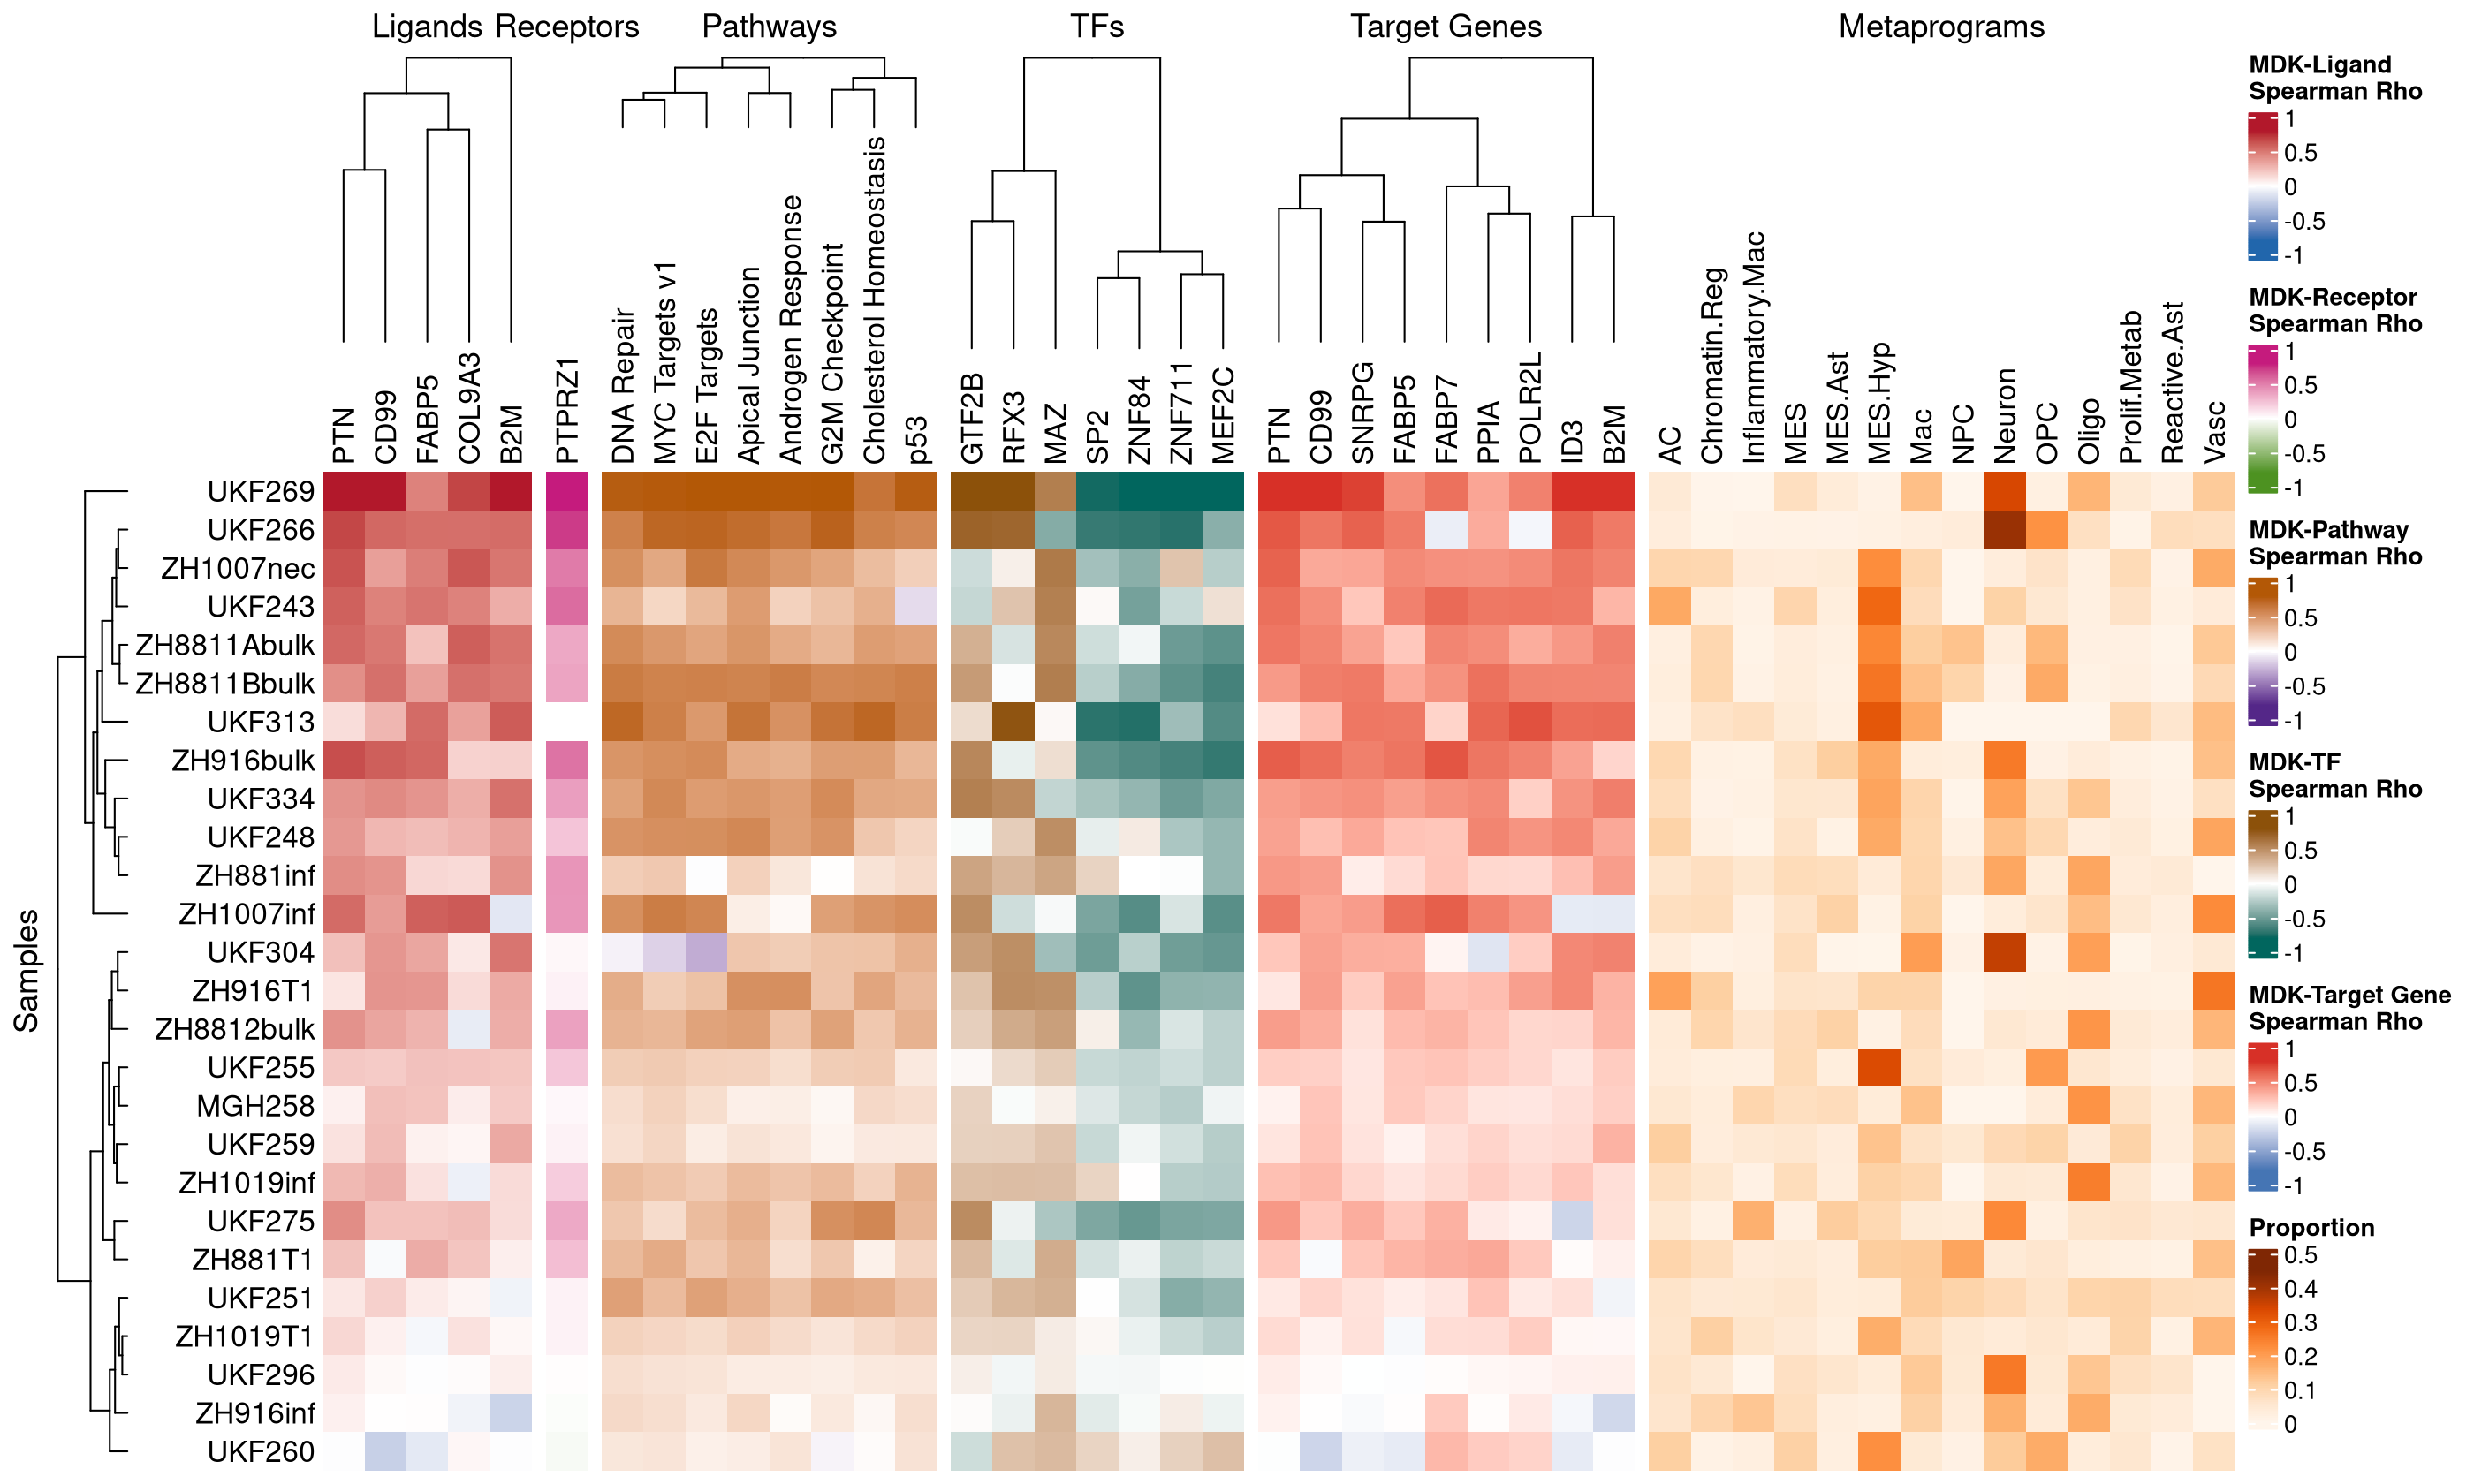 Ligands Receptors Pathways TFs Target Genes Metaprograms
PTN
CD99
FABP5
COL9A3
B2M
PTPRZ1
DNA Repair
MYC Targets v1
E2F Targets
Apical Junction
Androgen Response
G2M Checkpoint
Cholesterol Homeostasis
p53
GTF2B
RFX3
MAZ
SP2
ZNF84
ZNF711
MEF2C
PTN
CD99
SNRPG
FABP5
FABP7
PPIA
POLR2L
ID3
B2M
AC
Chromatin.Reg
Inflammatory.Mac
MES
MES.Ast
MES.Hyp
Mac
NPC
Neuron
OPC
Oligo
Prolif.Metab
Reactive.Ast
Vasc
Samples
UKF269
UKF266
ZH1007nec
UKF243
ZH8811Abulk
ZH8811Bbulk
UKF313
ZH916bulk
UKF334
UKF248
ZH881inf
ZH1007inf
UKF304
ZH916T1
ZH8812bulk
UKF255
MGH258
UKF259
ZH1019inf
UKF275
ZH881T1
UKF251
ZH1019T1
UKF296
ZH916inf
UKF260
MDK-Ligand
Spearman Rho
1
0.5
0
-0.5
-1
MDK-Receptor
Spearman Rho
1
0.5
0
-0.5
-1
MDK-Pathway
Spearman Rho
1
0.5
0
-0.5
-1
MDK-TF
Spearman Rho
1
0.5
0
-0.5
-1
MDK-Target Gene
Spearman Rho
1
0.5
0
-0.5
-1
Proportion
0.5
0.4
0.3
0.2
0.1
0